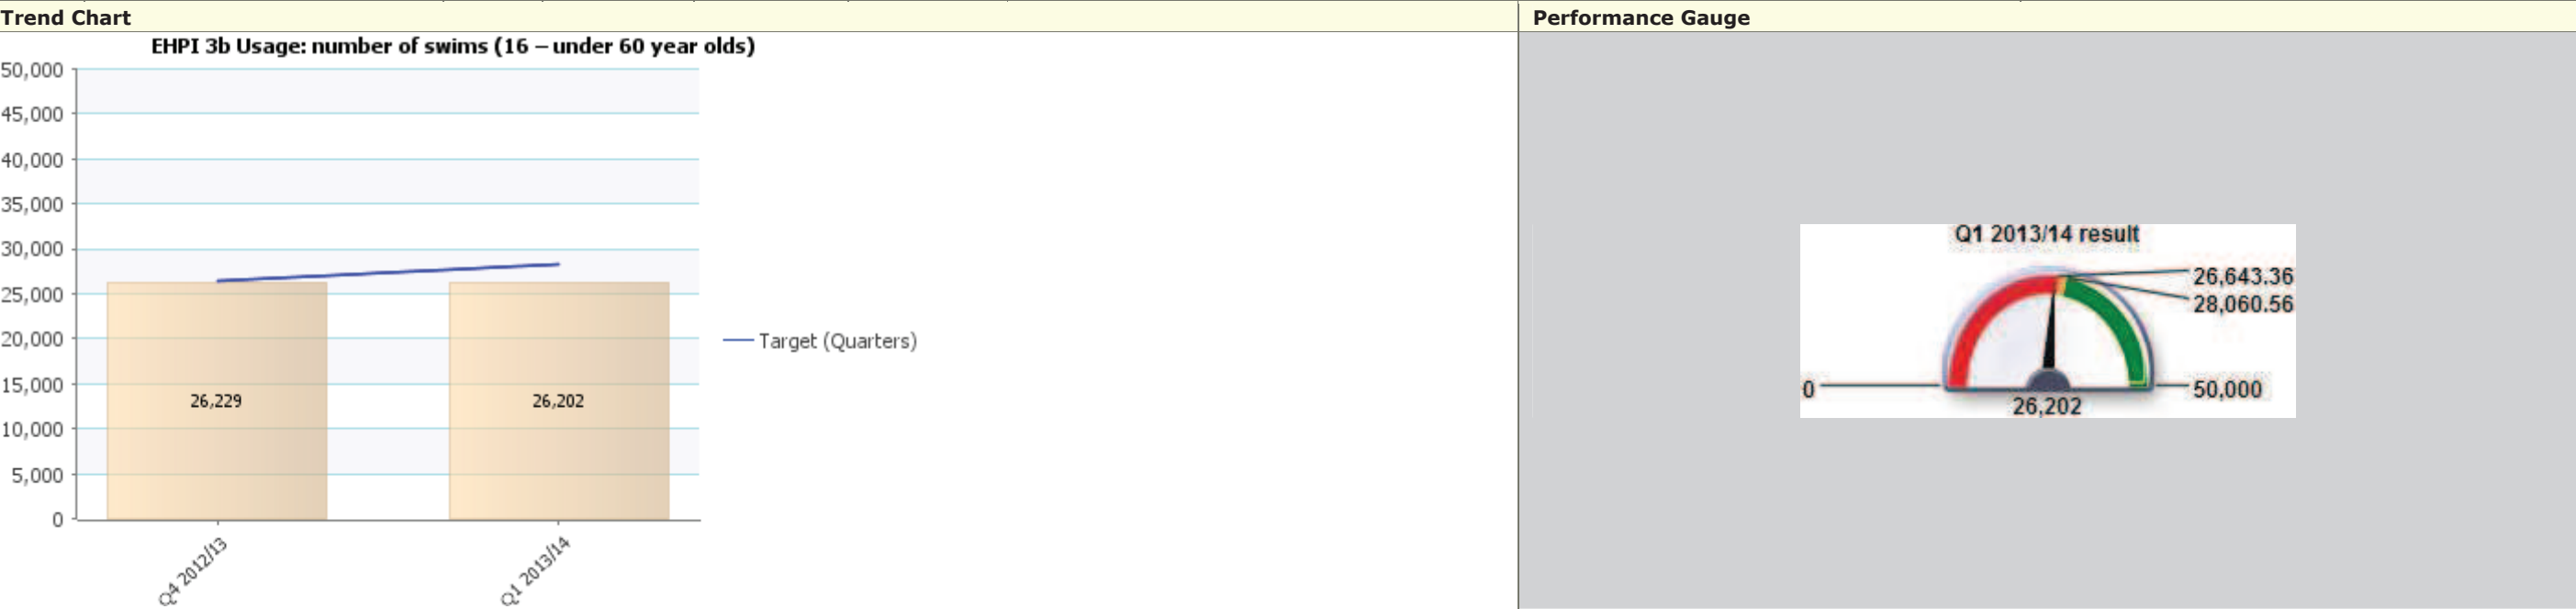 Trend Chart
EHPI 3b Usage: number of swims (16 – under 60 year olds)
50,000
45,000
40,000
35,000
30,000
25,000
20,000
15,000
10,000
5,000
0
26,229
26,202
Q4 2012/13
Q1 2013/14
Target (Quarters)
Performance Gauge
Q1 2013/14 result
26,643.36
28,060.56
0
50,000
26,202